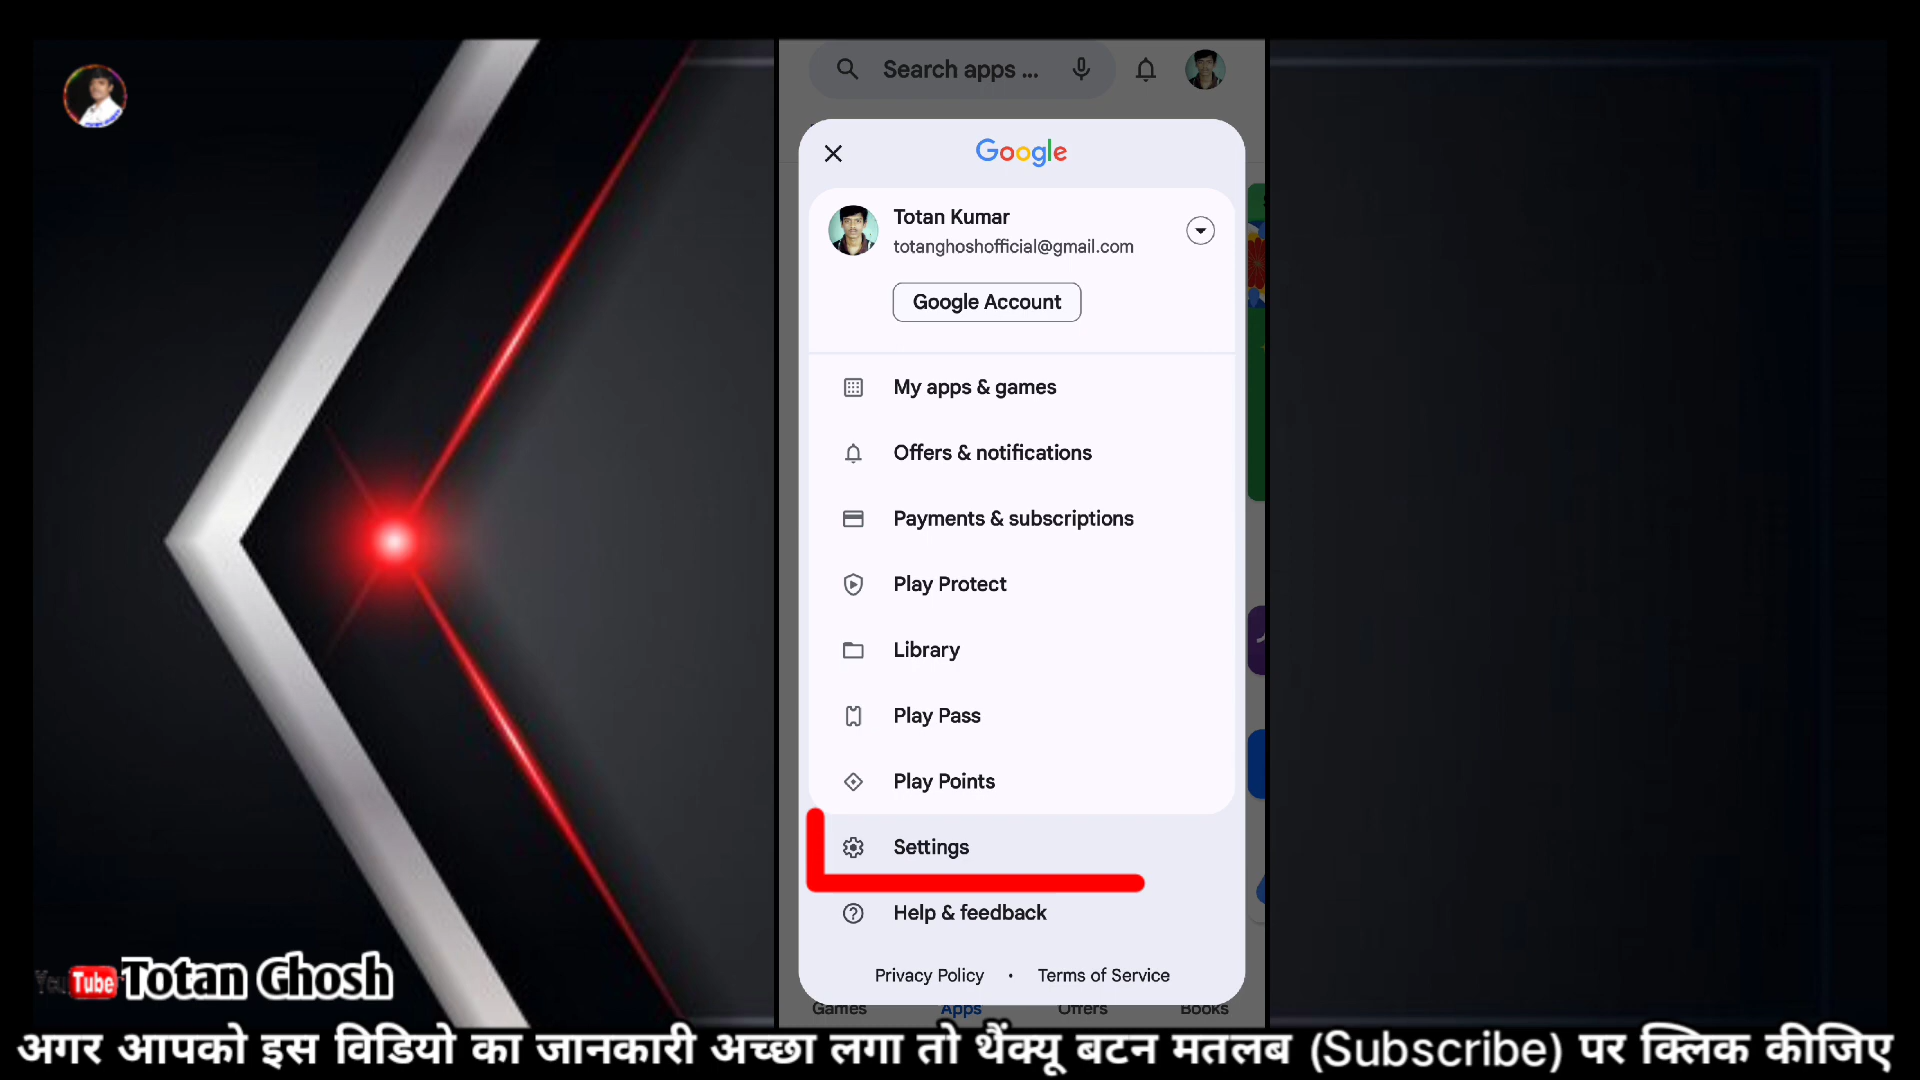 Search apps ...
Google
Totan Kumar
totanghoshofficial@gmail.com
Google Account
My apps & games
Offers & notifications
Payments & subscriptions
Play Protect
Library
Play Pass
Play Points
Settings
Help & feedback
Privacy Policy • Terms of Service
Games Apps Offers Books
YouTube Totan Ghosh
अगर आपको इस विडियो का जानकारी अच्छा लगा तो थैंक्यू बटन मतलब (Subscribe) पर क्लिक कीजिए